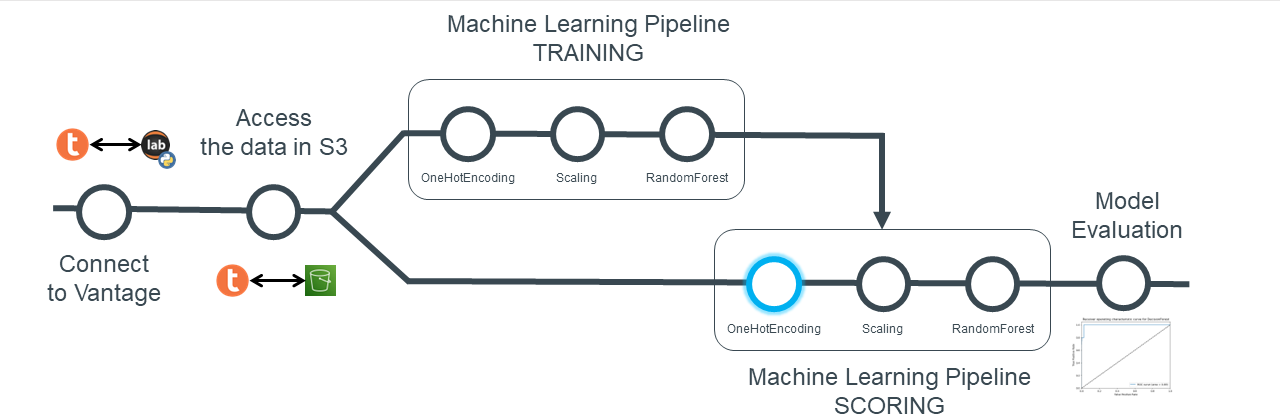 Machine Learning Pipeline
TRAINING
Access
the data in S3
t
lab
OneHotEncoding
Scaling
RandomForest
Connect
to Vantage
t
Model
Evaluation
OneHotEncoding
Scaling
RandomForest
Machine Learning Pipeline
SCORING